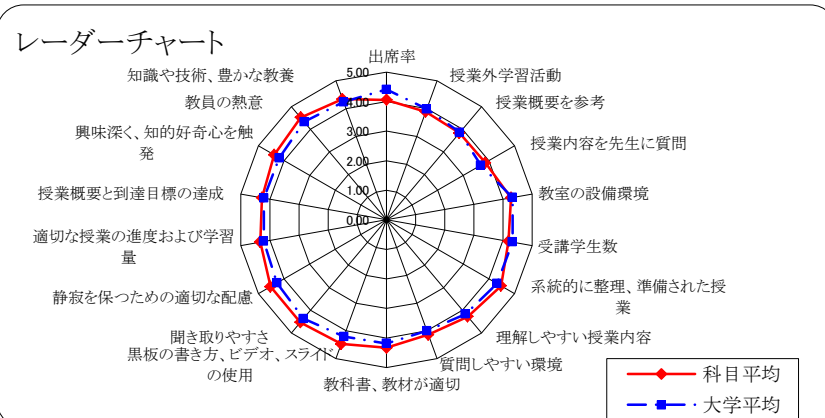 レーダーチャート
出席率
授業外学習活動
授業概要を参考
授業内容を先生に質問
教室の設備環境
受講学生数
系統的に整理、準備された授
業
理解しやすい授業内容
質問しやすい環境
教科書、教材が適切
黒板の書き方、ビデオ、スライド
の使用
聞き取りやすさ
静寂を保つための適切な配慮
適切な授業の進度および学習
量
授業概要と到達目標の達成
興味深く、知的好奇心を触
発
教員の熱意
知識や技術、豊かな教養
5.00
4.00
3.00
2.00
1.00
0.00
科目平均
大学平均